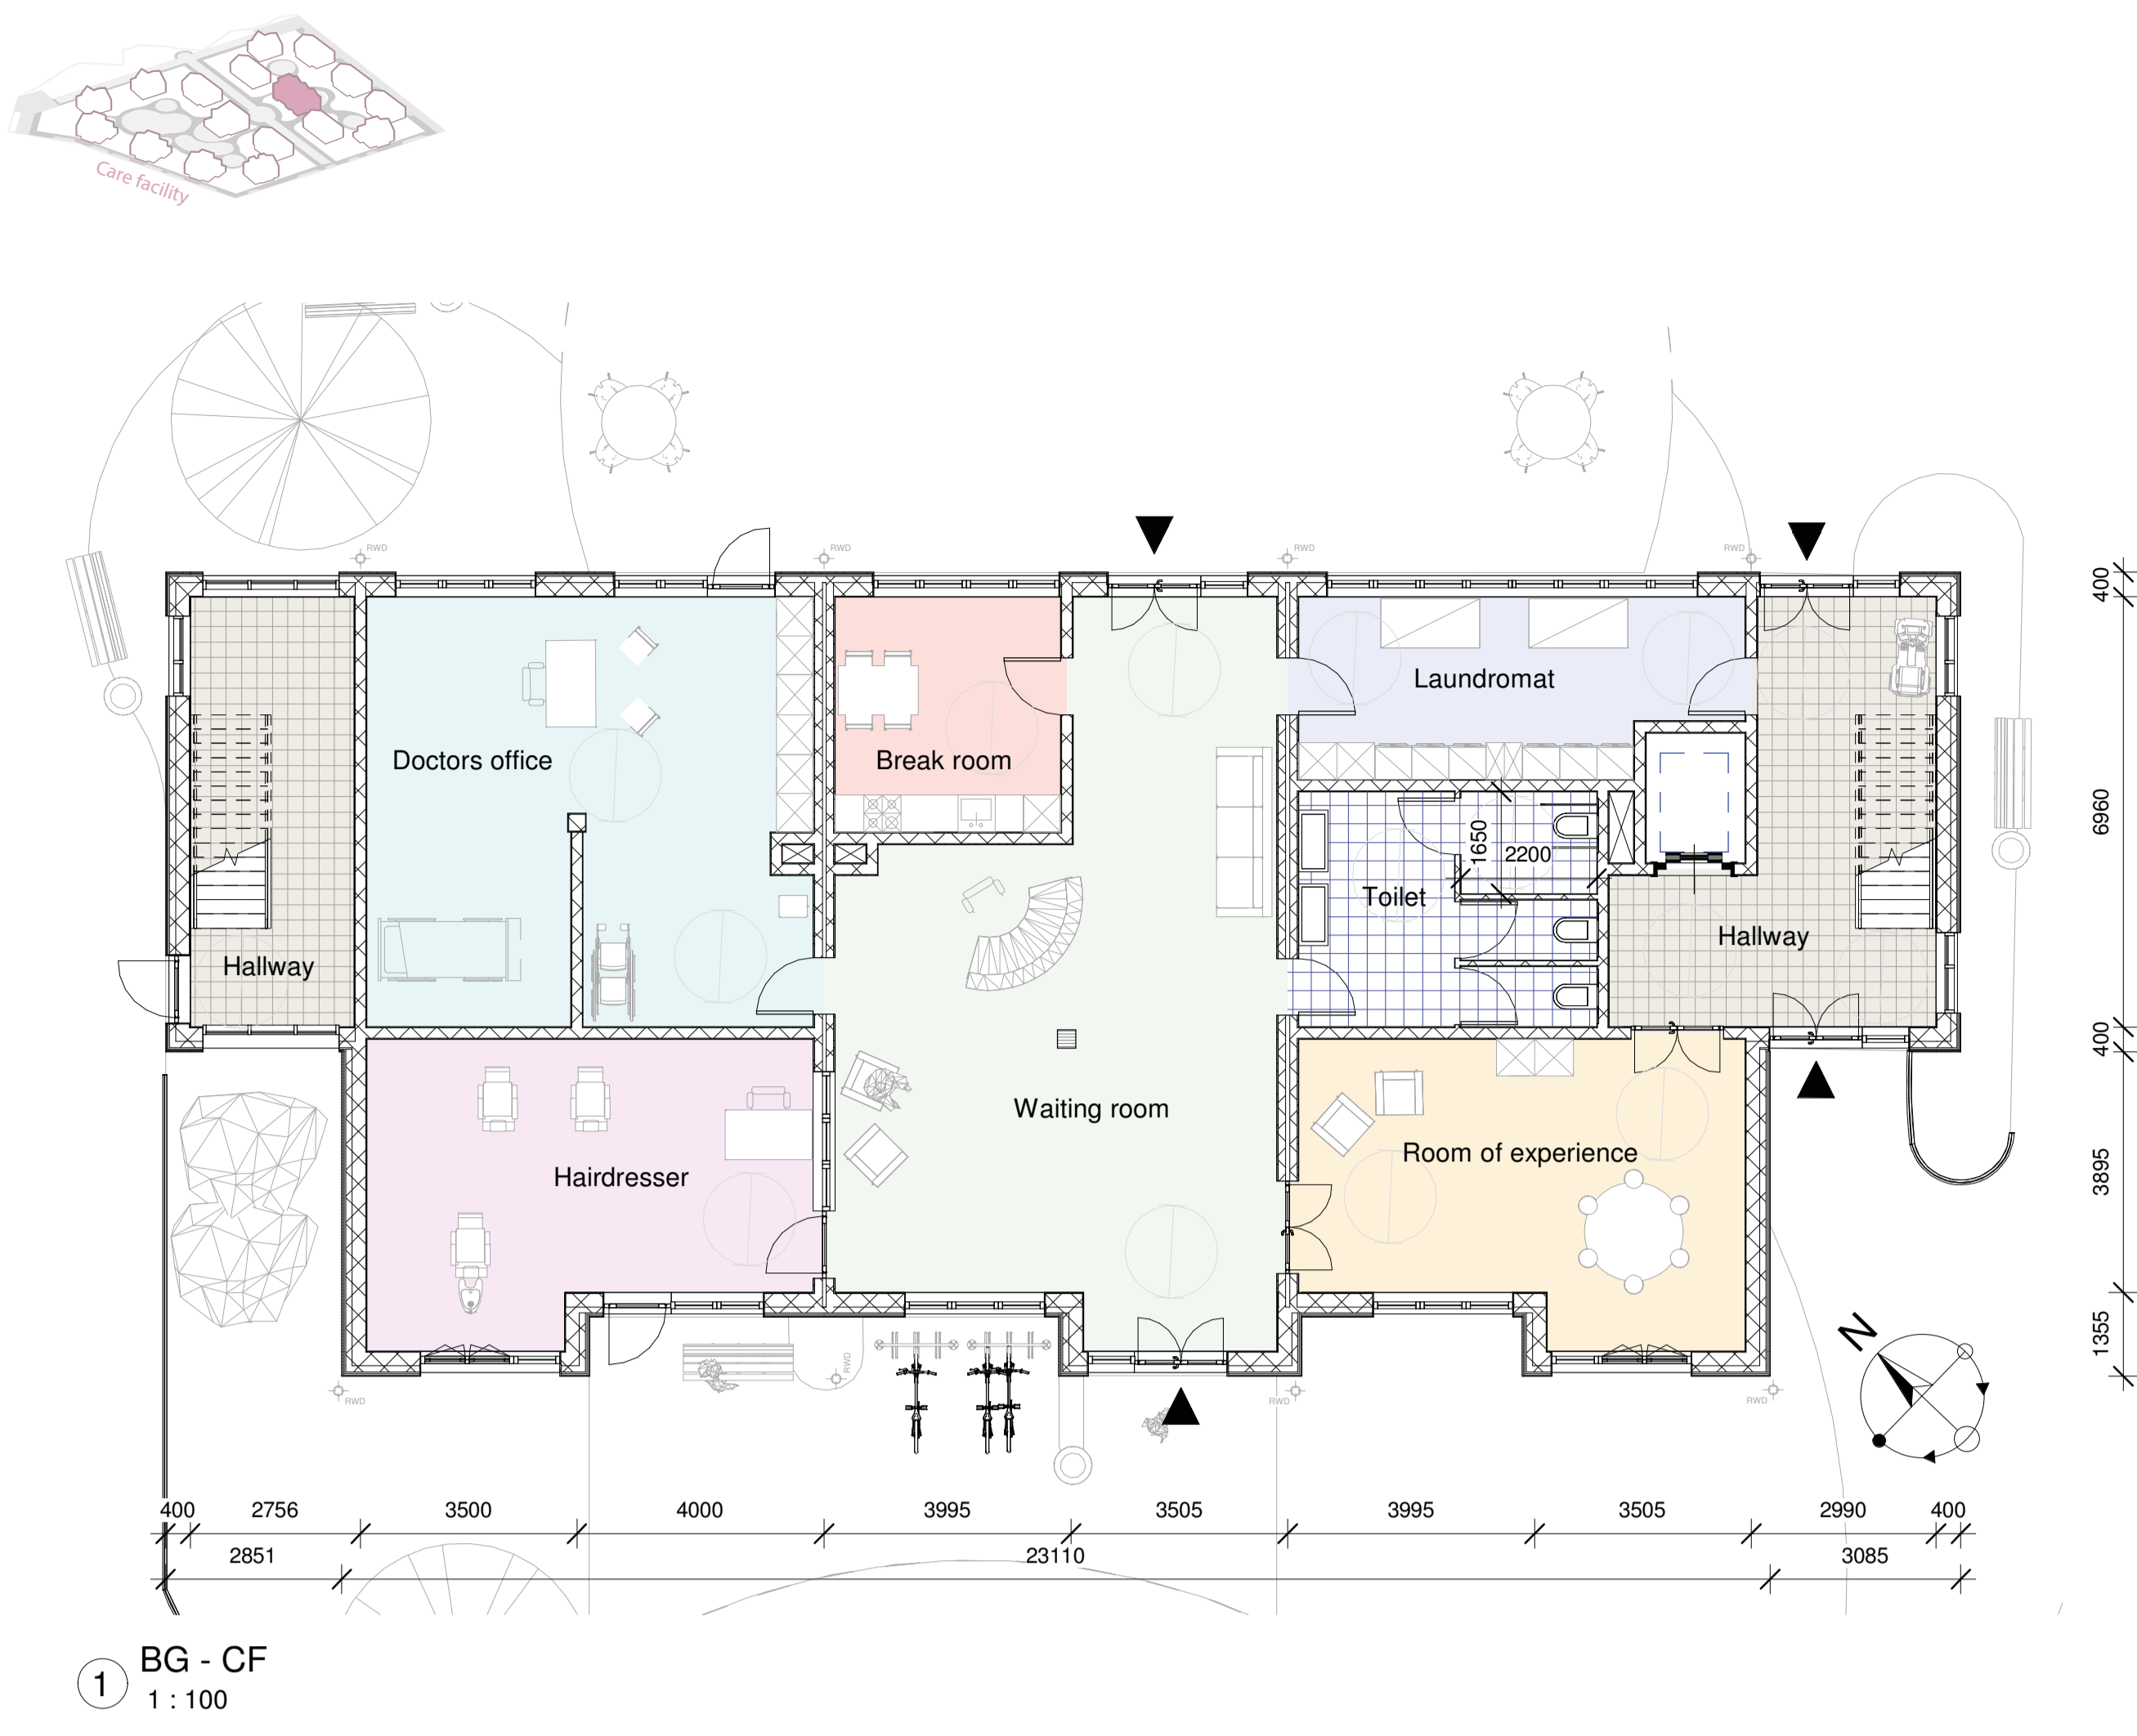 Care facility
RWD
RWD
RWD
RWD
400
Laundromat
Doctors office
Break room
6960
1650
2200
Toilet
Hallway
Hallway
400
Waiting room
Room of experience
3895
Hairdresser
N
1355
RWD
RWD
RWD
RWD
400 2756 3500 4000 3995 3505 3995 3505 2990 400
2851 23110 3085
1 BG - CF
1 : 100